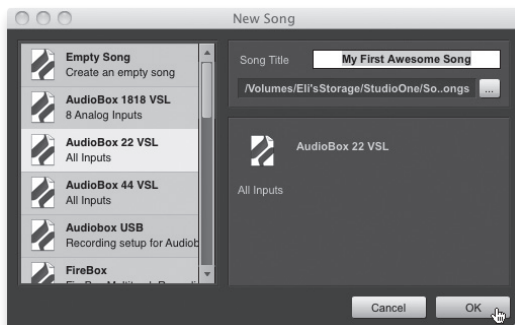 New Song
Empty Song
Create an empty song
AudioBox 1818 VSL
8 Analog Inputs
AudioBox 22 VSL
All Inputs
AudioBox 44 VSL
All Inputs
Audiobox USB
Recording setup for Audiob
FireBox
Song Title
My First Awesome Song
/Volumes/Eli'sStorage/StudioOne/So..ongs
...
AudioBox 22 VSL
All Inputs
Cancel
OK